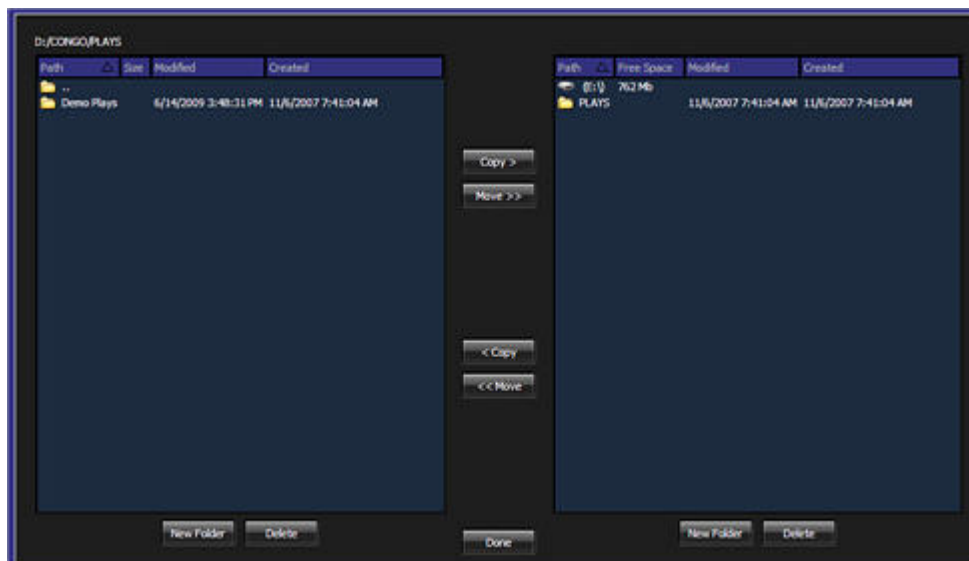 D:/CONGO/PLAYS
Path Size Modified Created
..
Demo Plays 6/14/2009 3:48:31 PM 11/6/2007 7:41:04 AM
Copy >
Move >>
< Copy
<< Move
New Folder Delete
Done
Path Free Space Modified Created
(E:\) 762 Mb
PLAYS 11/6/2007 7:41:04 AM 11/6/2007 7:41:04 AM
New Folder Delete